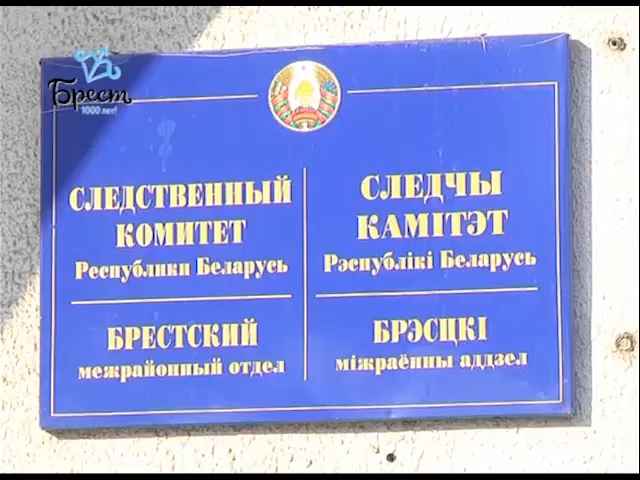 Брест
1000 лет!
СЛЕДСТВЕННЫЙ
КОМИТЕТ
Республики Беларусь
БРЕСТСКИЙ
межрайонный отдел
СЛЕДЧЫ
КАМІТЭТ
Рэспублікі Беларусь
БРЭСЦКІ
міжраённы аддзел